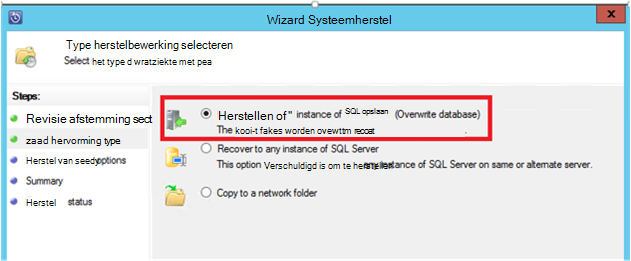 Wizard Systeemherstel
x
Type herstelbewerking selecteren
Select het type d wratziekte met pea
Steps:
Revisie afstemming sect
zaad hervorming type
Herstel van seedyoptions
Summary
Herstel status
Herstellen of " instance of SQL opslaan (Overwrite database)
The kooi-t fakes worden ovewttm reccet .
Recover to any instance of SQL Server
This option Verschuldigd is om te herstellen instance of SQL Server on same or alternate server.
Copy to a network folder